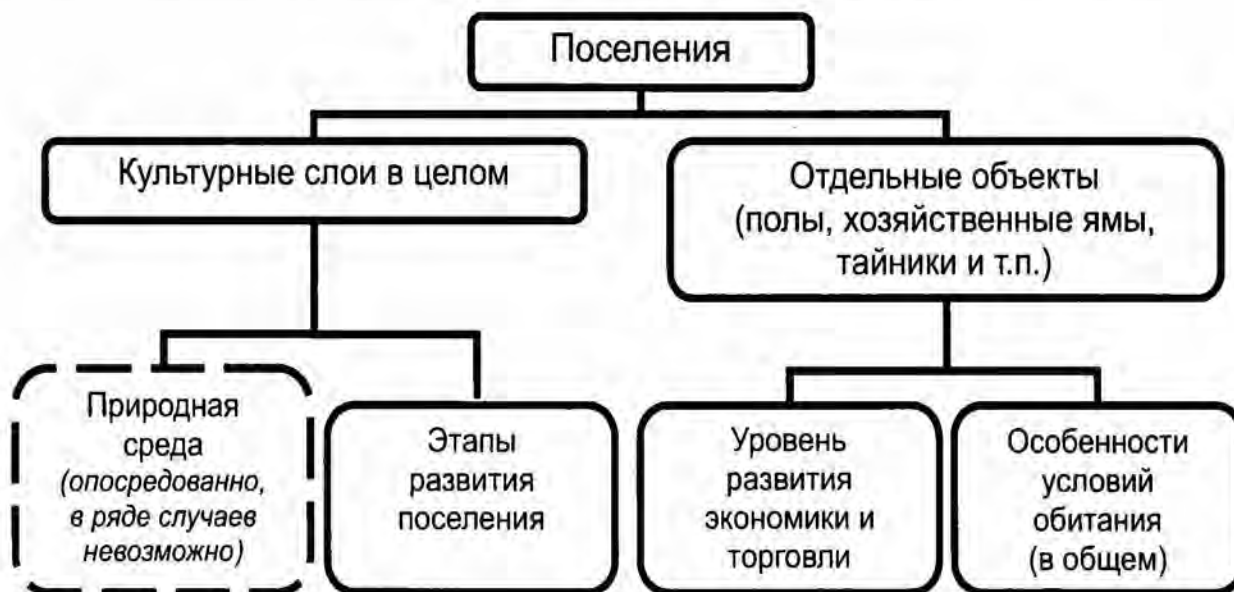 Поселения
Культурные слои в целом
Отдельные объекты
(полы, хозяйственные ямы,
тайники и т.п.)
Природная
среда
(опосредованно,
в ряде случаев
невозможно)
Этапы
развития
поселения
Уровень
развития
экономики и
торговли
Особенности
условий
обитания
(в общем)